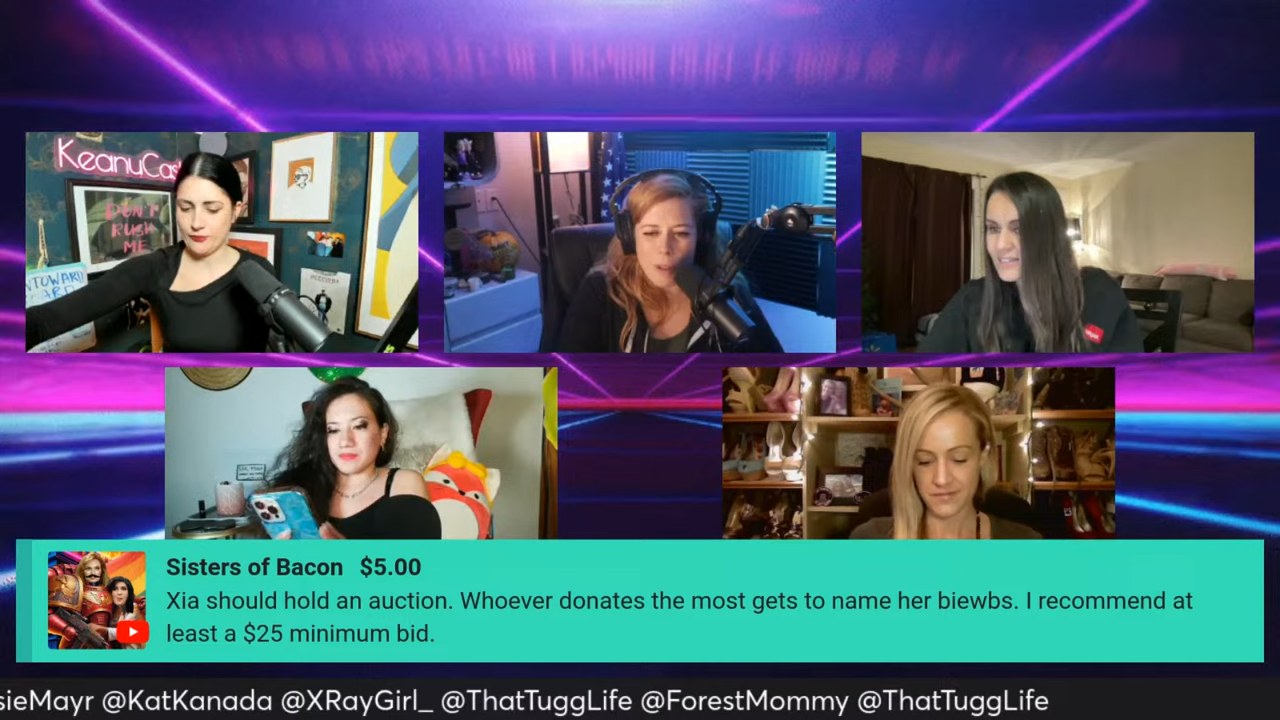 KeanuCas
DON'T
RUSH
ME
Sisters of Bacon $5.00
Xia should hold an auction. Whoever donates the most gets to name her biewbs. I recommend at
least a $25 minimum bid.
sieMayr @KatKanada @XRayGirl_ @ThatTuggLife @ForestMommy @ThatTuggLife